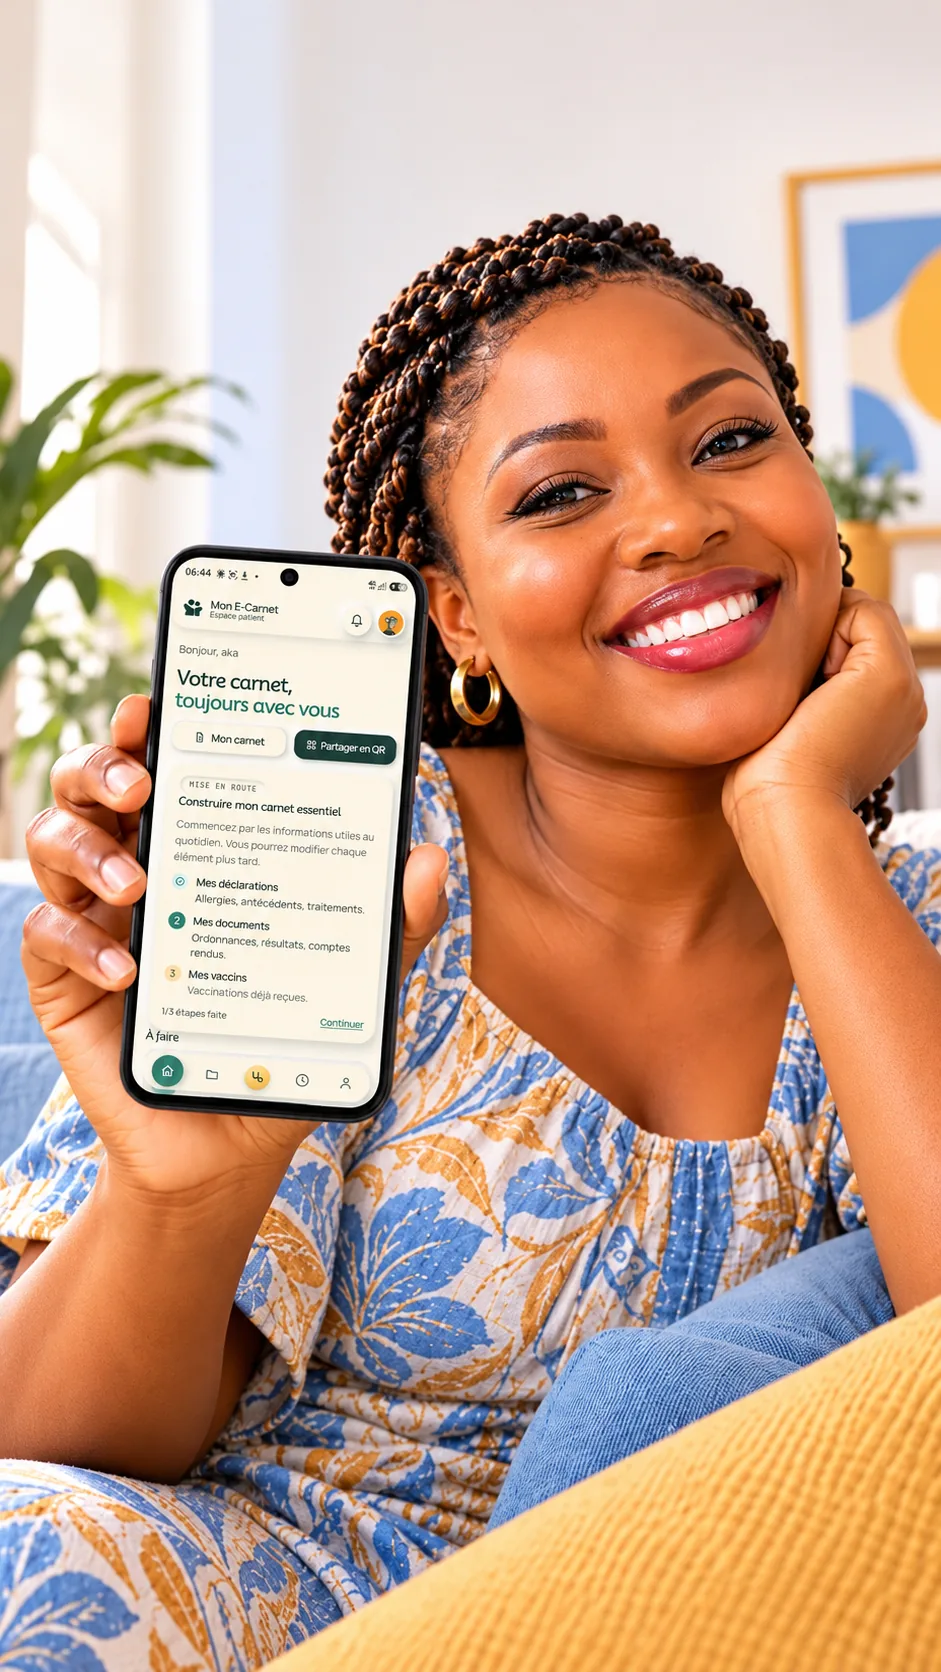 06:44
Mon E-Carnet
Espace patient
Bonjour, aka
Votre carnet,
toujours avec vous
Mon carnet
Partager en QR
MISE EN ROUTE
Construire mon carnet essentiel
Commencez par les informations utiles au
quotidien. Vous pourrez modifier chaque
élément plus tard.
Mes déclarations
Allergies, antécédents, traitements.
2 Mes documents
Ordonnances, résultats, comptes
rendus.
3 Mes vaccins
Vaccinations déjà reçues.
1/3 étapes faite
Continuer
À faire